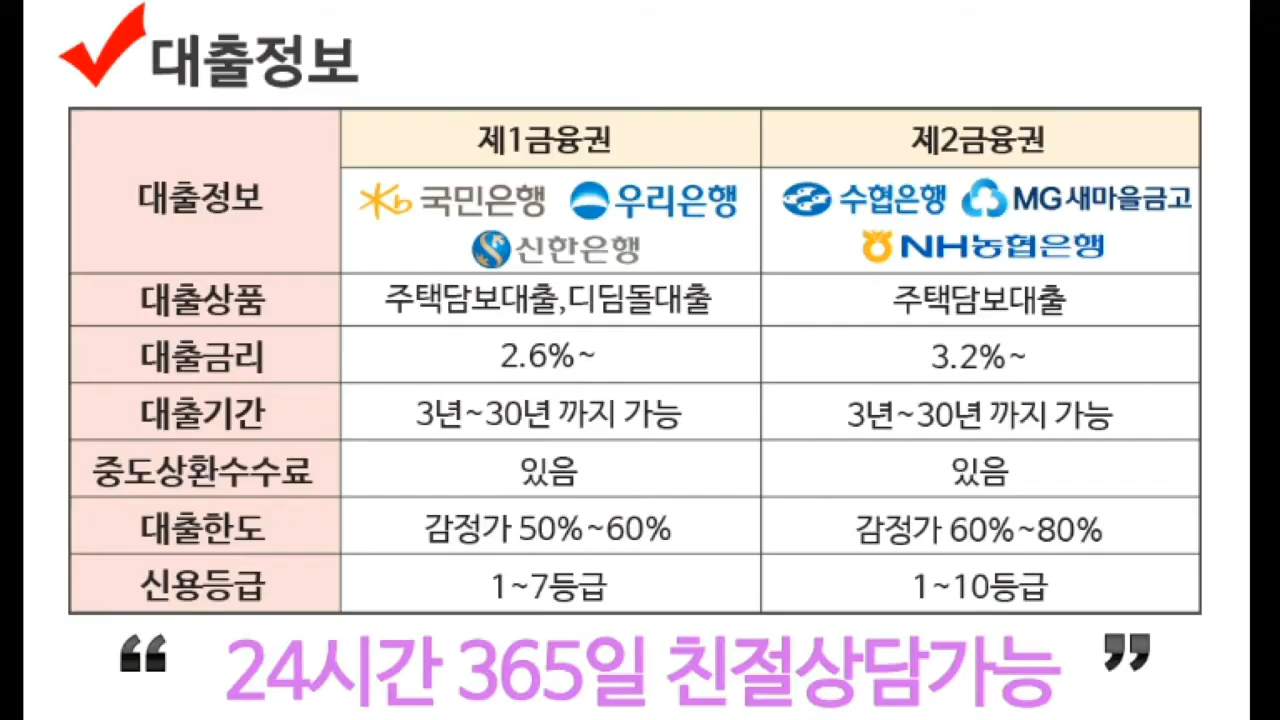 대출정보
제1금융권 제2금융권
대출정보
국민은행 우리은행 수협은행 MG새마을금고
신한은행 NH농협은행
대출상품 주택담보대출,디딤돌대출 주택담보대출
대출금리 2.6%~ 3.2%~
대출기간 3년~30년 까지 가능 3년~30년 까지 가능
중도상환수수료 있음 있음
대출한도 감정가 50%~60% 감정가 60%~80%
신용등급 1~7등급 1~10등급
“ 24시간 365일 친절상담가능 ”